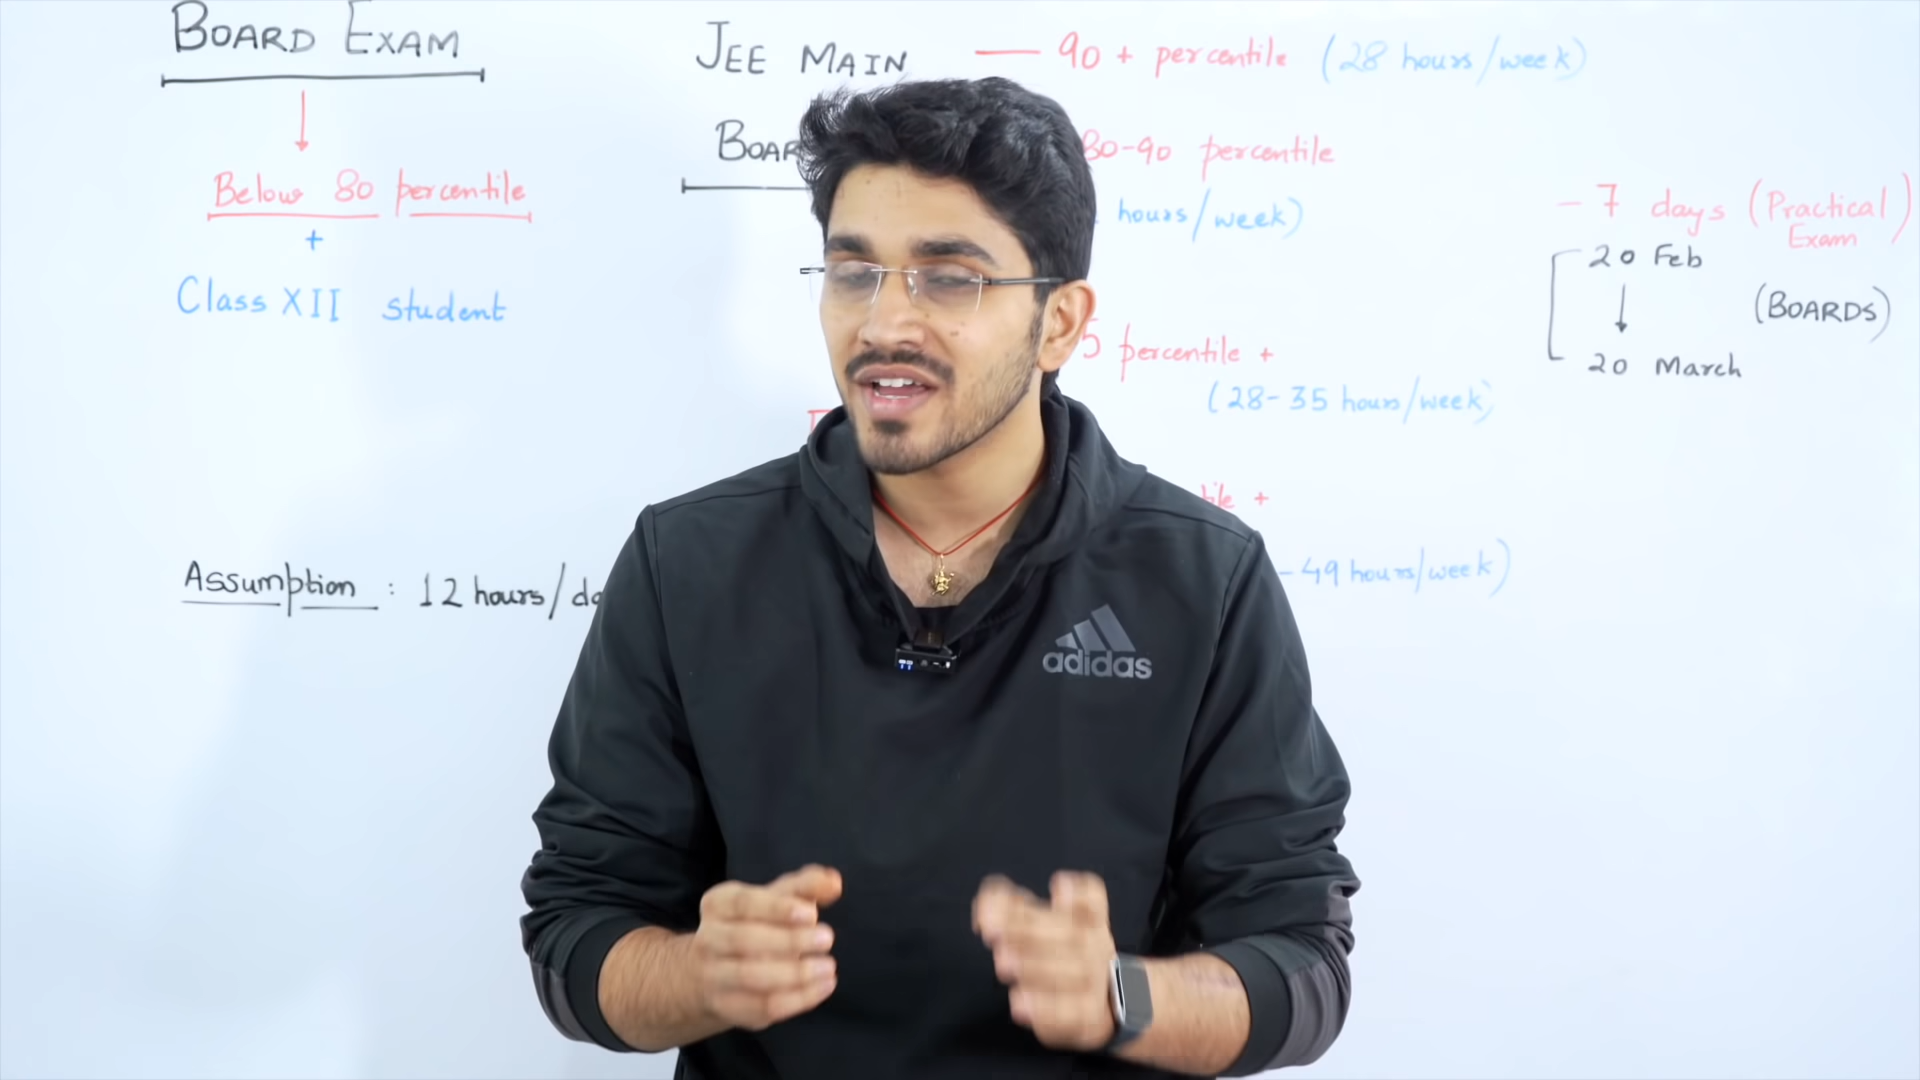 BOARD EXAM
Below 80 percentile
+
Class XII student
Assumption : 12 hours/
JEE MAIN — 90 + percentile (28 hours/week)
80-90 percentile
hours/week)
5 percentile +
(28-35 hours/week)
+
- 49 hours/week)
- 7 days (Practical Exam)
20 Feb
(BOARDS)
20 March
adidas